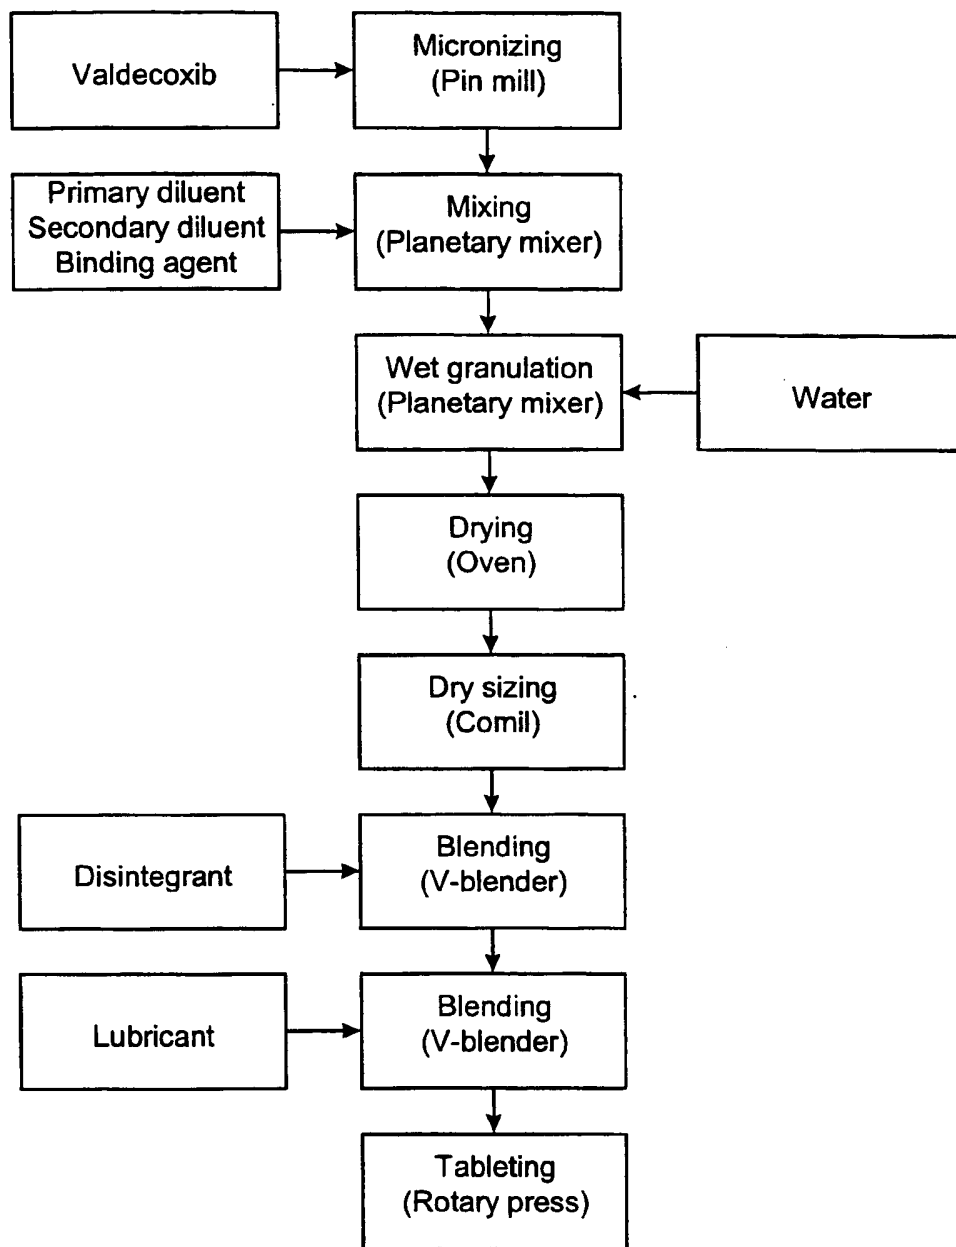 Valdecoxib
Micronizing
(Pin mill)
Primary diluent
Secondary diluent
Binding agent
Mixing
(Planetary mixer)
Wet granulation
(Planetary mixer)
Water
Drying
(Oven)
Dry sizing
(Comil)
Disintegrant
Blending
(V-blender)
Lubricant
Blending
(V-blender)
Tableting
(Rotary press)